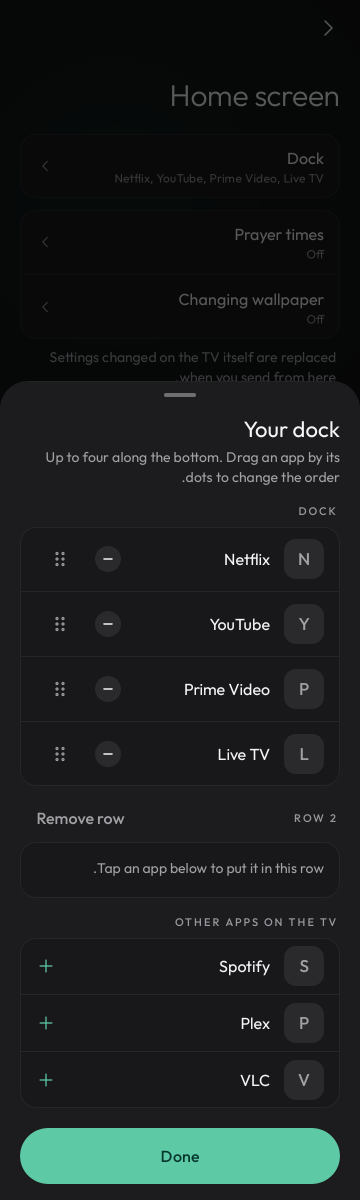 Home screen
Dock
Netflix, YouTube, Prime Video, Live TV
Prayer times
Off
Changing wallpaper
Off
Settings changed on the TV itself are replaced
.when you send from here
Your dock
Up to four along the bottom. Drag an app by its
.dots to change the order
DOCK
N Netflix
Y YouTube
P Prime Video
L Live TV
ROW 2 Remove row
.Tap an app below to put it in this row
OTHER APPS ON THE TV
S Spotify
P Plex
V VLC
Done